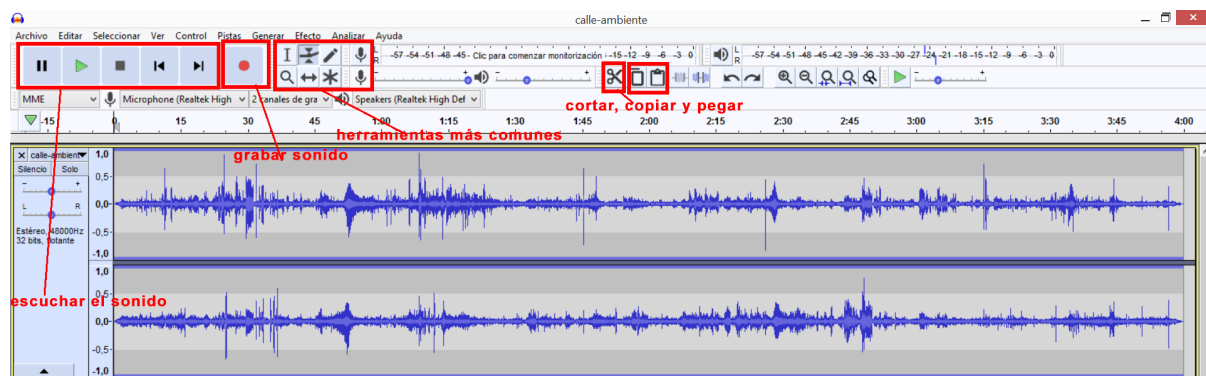 calle-ambiente
Archivo Editar Seleccionar Ver Control Pistas Generar Efecto Analizar Ayuda
L
R
-57 -54 -51 -48 -45 - Clic para comenzar monitorización - -15 -12 -9 -6 -3 0
L
R
-57 -54 -51 -48 -45 -42 -39 -36 -33 -30 -27 -24 -21 -18 -15 -12 -9 -6 -3 0
- +
- +
- +
MME Microphone (Realtek High 2 canales de gra Speakers (Realtek High Def
cortar, copiar y pegar
-15 0 15 30 45 1:00 1:15 1:30 1:45 2:00 2:15 2:30 2:45 3:00 3:15 3:30 3:45 4:00
herramientas más comunes
grabar sonido
X calle-ambient 1,0
Silencio Solo
- + 0,5
L R 0,0
Estéreo, 48000Hz -0,5
32 bits, flotante
-1,0
1,0
escuchar el sonido 0,5
0,0
-0,5
-1,0